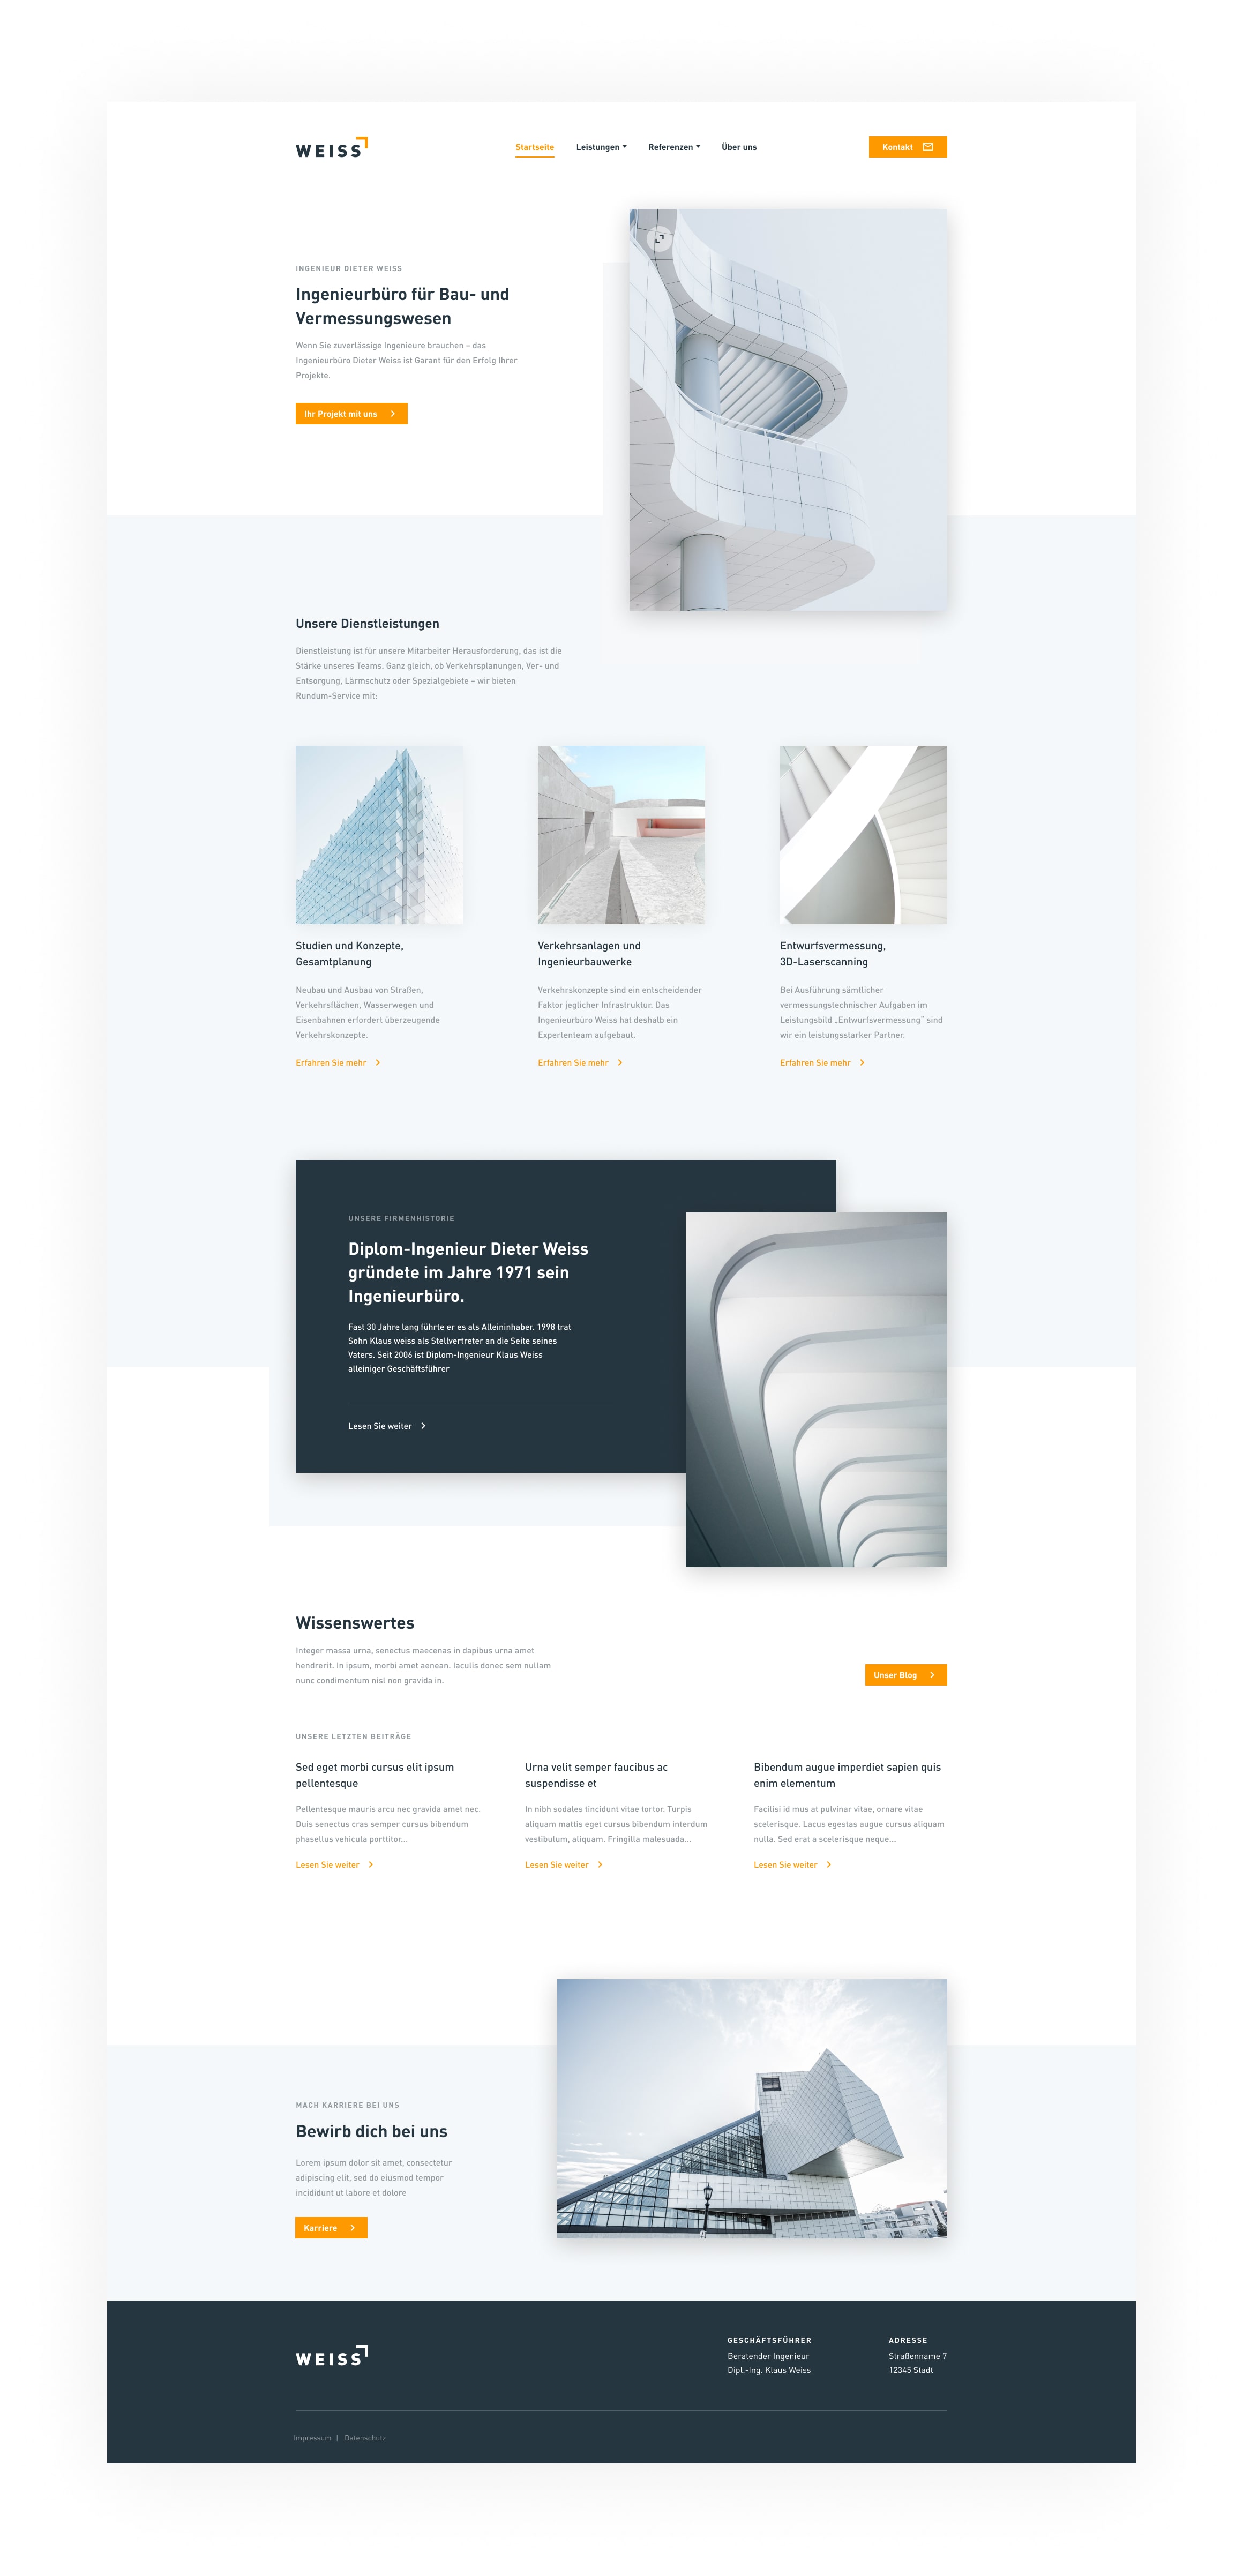 WEISS
Startseite Leistungen Referenzen Über uns
Kontakt
INGENIEUR DIETER WEISS
Ingenieurbüro für Bau- und
Vermessungswesen
Wenn Sie zuverlässige Ingenieure brauchen – das
Ingenieurbüro Dieter Weiss ist Garant für den Erfolg Ihrer
Projekte.
Ihr Projekt mit uns
Unsere Dienstleistungen
Dienstleistung ist für unsere Mitarbeiter Herausforderung, das ist die
Stärke unseres Teams. Ganz gleich, ob Verkehrsplanungen, Ver- und
Entsorgung, Lärmschutz oder Spezialgebiete – wir bieten
Rundum-Service mit:
Studien und Konzepte,
Gesamtplanung
Neubau und Ausbau von Straßen,
Verkehrsflächen, Wasserwegen und
Eisenbahnen erfordert überzeugende
Verkehrskonzepte.
Erfahren Sie mehr
Verkehrsanlagen und
Ingenieurbauwerke
Verkehrskonzepte sind ein entscheidender
Faktor jeglicher Infrastruktur. Das
Ingenieurbüro Weiss hat deshalb ein
Expertenteam aufgebaut.
Erfahren Sie mehr
Entwurfsvermessung,
3D-Laserscanning
Bei Ausführung sämtlicher
vermessungstechnischer Aufgaben im
Leistungsbild „Entwurfsvermessung“ sind
wir ein leistungsstarker Partner.
Erfahren Sie mehr
UNSERE FIRMENHISTORIE
Diplom-Ingenieur Dieter Weiss
gründete im Jahre 1971 sein
Ingenieurbüro.
Fast 30 Jahre lang führte er es als Alleininhaber. 1998 trat
Sohn Klaus weiss als Stellvertreter an die Seite seines
Vaters. Seit 2006 ist Diplom-Ingenieur Klaus Weiss
alleiniger Geschäftsführer
Lesen Sie weiter
Wissenswertes
Integer massa urna, senectus maecenas in dapibus urna amet
hendrerit. In ipsum, morbi amet aenean. Iaculis donec sem nullam
nunc condimentum nisl non gravida in.
Unser Blog
UNSERE LETZTEN BEITRÄGE
Sed eget morbi cursus elit ipsum
pellentesque
Pellentesque mauris arcu nec gravida amet nec.
Duis senectus cras semper cursus bibendum
phasellus vehicula porttitor...
Lesen Sie weiter
Urna velit semper faucibus ac
suspendisse et
In nibh sodales tincidunt vitae tortor. Turpis
aliquam mattis eget cursus bibendum interdum
vestibulum, aliquam. Fringilla malesuada...
Lesen Sie weiter
Bibendum augue imperdiet sapien quis
enim elementum
Facilisi id mus at pulvinar vitae, ornare vitae
scelerisque. Lacus egestas augue cursus aliquam
nulla. Sed erat a scelerisque neque...
Lesen Sie weiter
MACH KARRIERE BEI UNS
Bewirb dich bei uns
Lorem ipsum dolor sit amet, consectetur
adipiscing elit, sed do eiusmod tempor
incididunt ut labore et dolore
Karriere
WEISS
GESCHÄFTSFÜHRER
Beratender Ingenieur
Dipl.-Ing. Klaus Weiss
ADRESSE
Straßenname 7
12345 Stadt
Impressum | Datenschutz